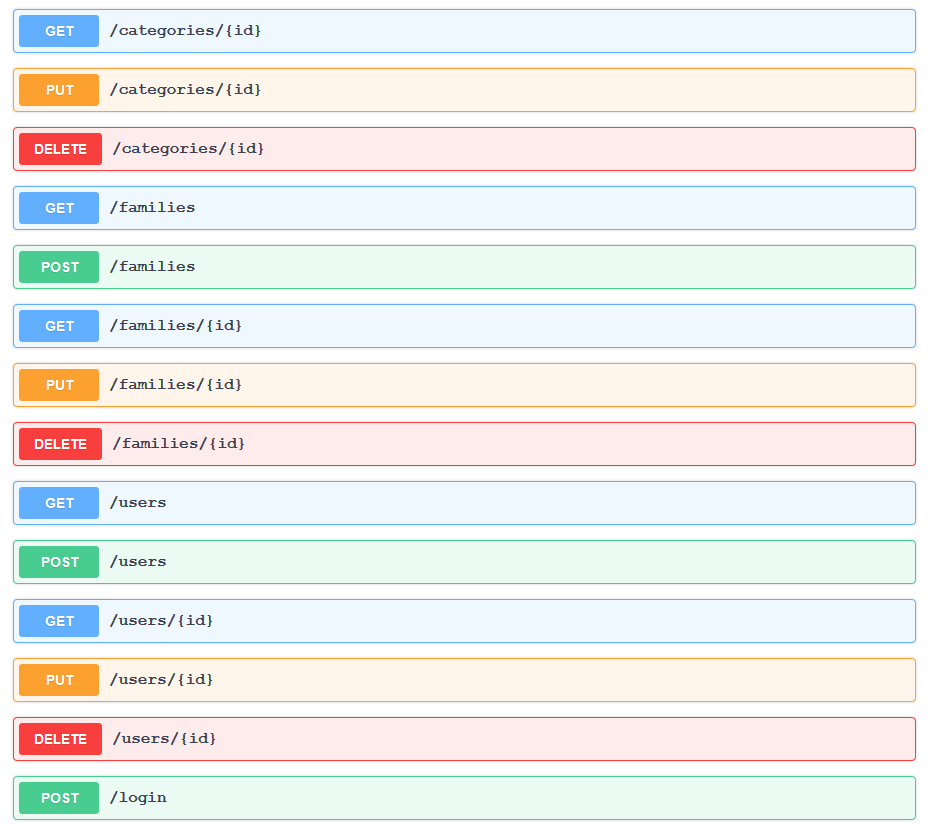 GET /categories/{id}
PUT /categories/{id}
DELETE /categories/{id}
GET /families
POST /families
GET /families/{id}
PUT /families/{id}
DELETE /families/{id}
GET /users
POST /users
GET /users/{id}
PUT /users/{id}
DELETE /users/{id}
POST /login